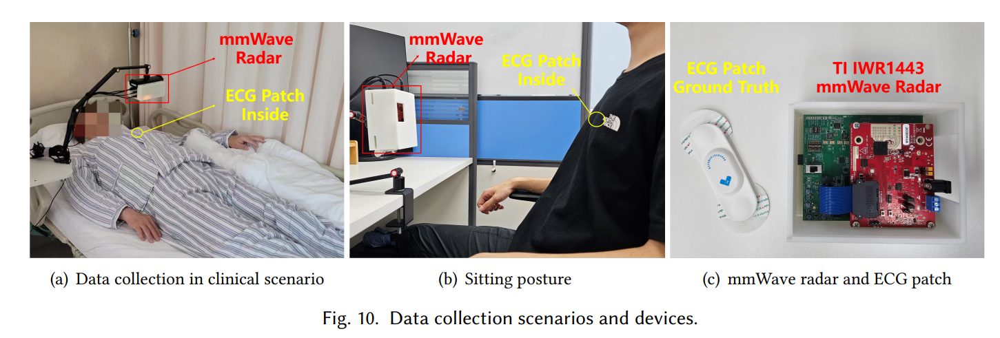 mmWave
Radar
ECG Patch
Inside
mmWave
Radar
ECG Patch
Inside
ECG Patch
Ground Truth
TI IWR1443
mmWave Radar
(a) Data collection in clinical scenario
(b) Sitting posture
(c) mmWave radar and ECG patch
Fig. 10. Data collection scenarios and devices.